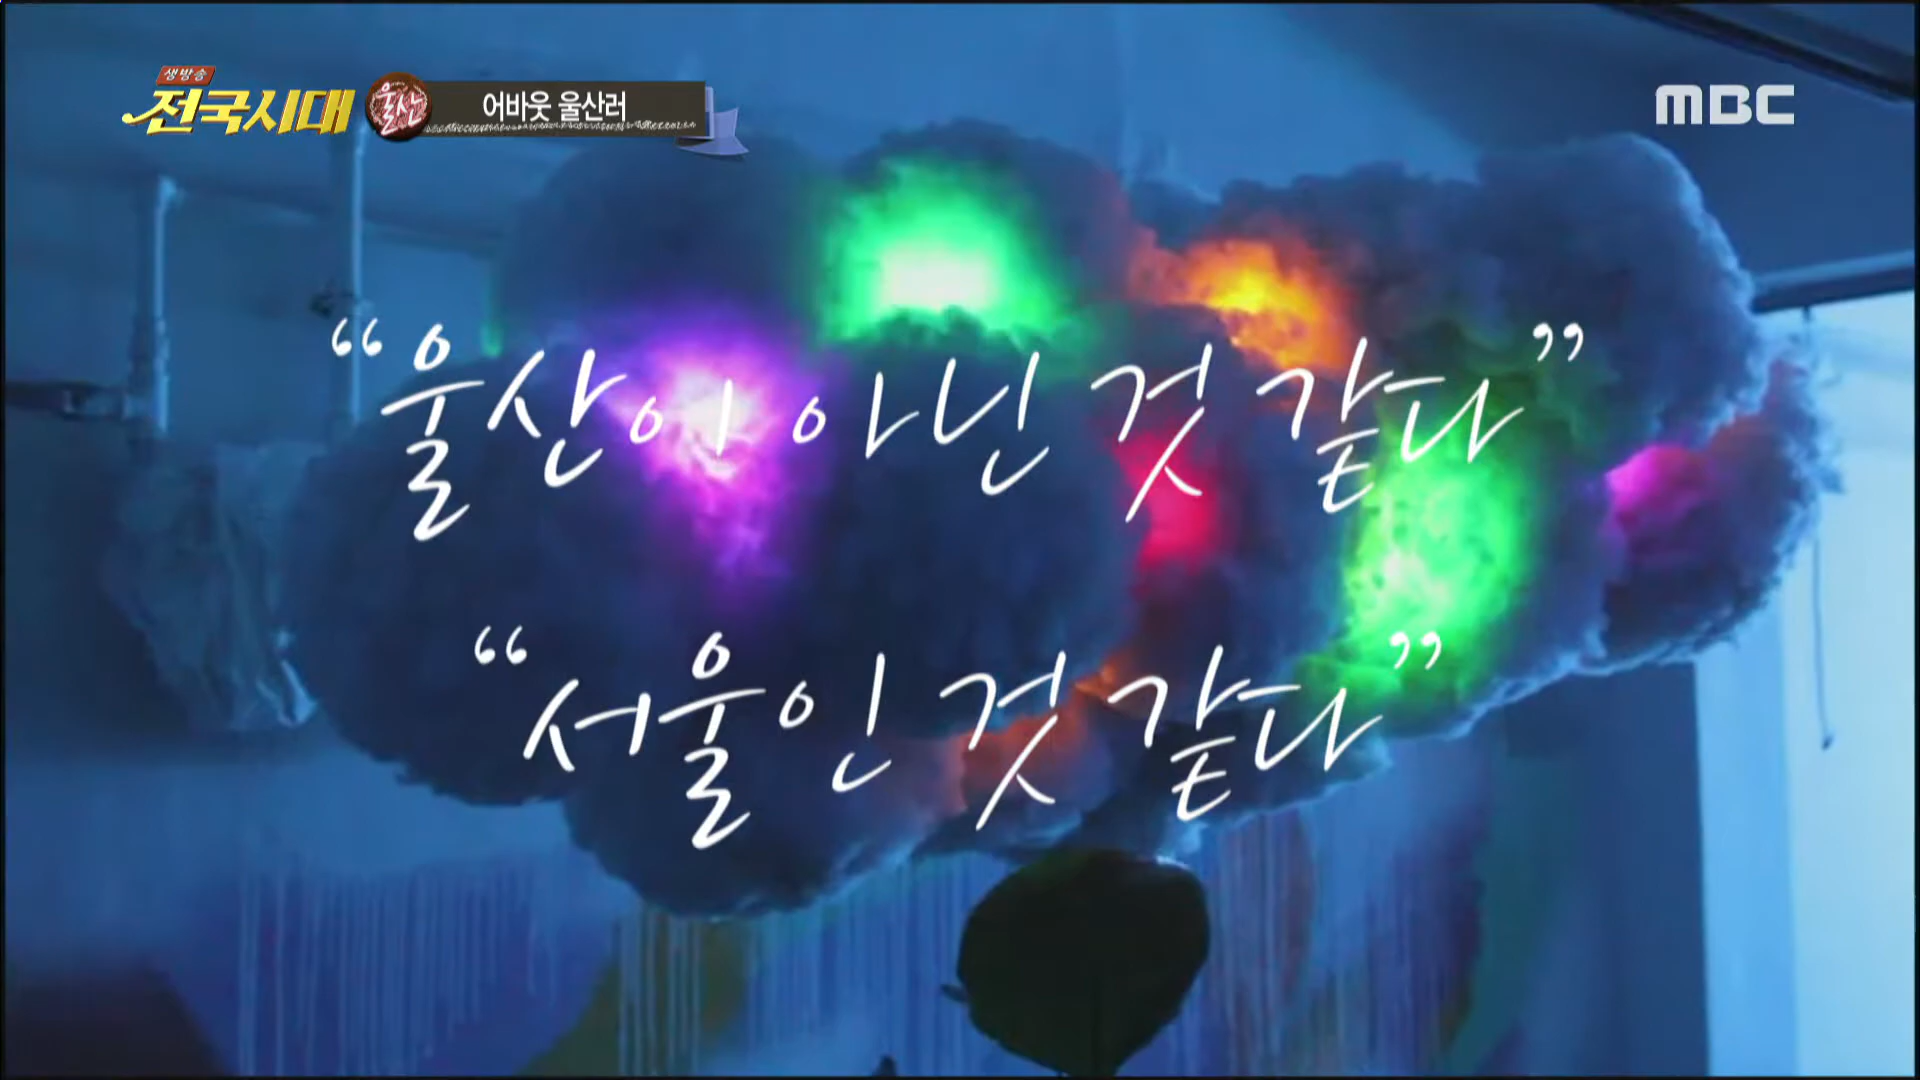 생방송
전국시대
울산
어바웃 울산러
MBC
“울산이 아닌 것 같다”
“서울인 것 같다”